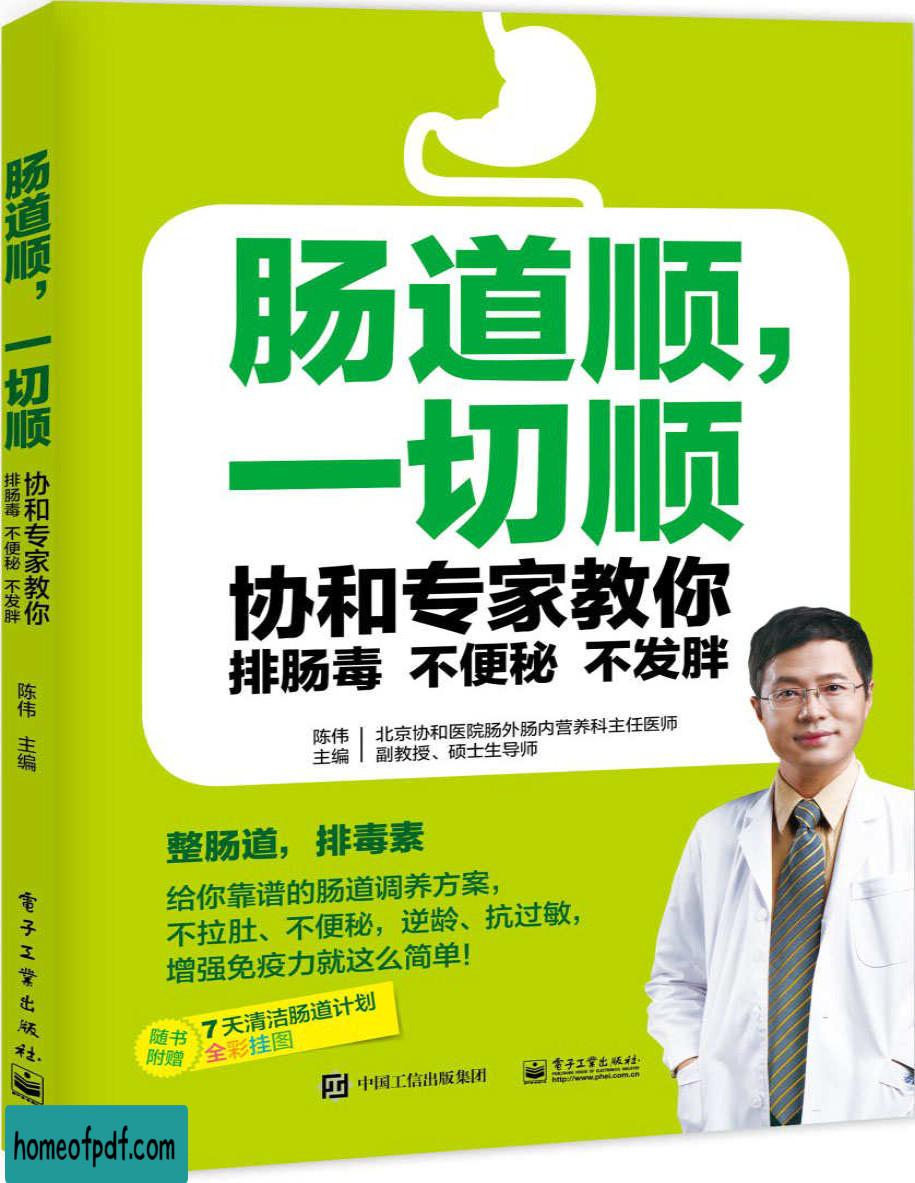 肠道顺，
一切顺
协和专家教你
排肠毒 不便秘 不发胖
陈伟
主编
北京协和医院肠外肠内营养科主任医师
副教授、硕士生导师
整肠道，排毒素
给你靠谱的肠道调养方案，
不拉肚、不便秘，逆龄、抗过敏，
增强免疫力就这么简单！
随书
附赠
7天清洁肠道计划
全彩挂图
中国工信出版集团
電子工業出版社
PUBLISHING HOUSE OF ELECTRONICS INDUSTRY
http://www.phei.com.cn
肠道顺，一切顺
协和专家教你
排肠毒 不便秘 不发胖
陈伟 主编
電子工業出版社
homeofpdf.com